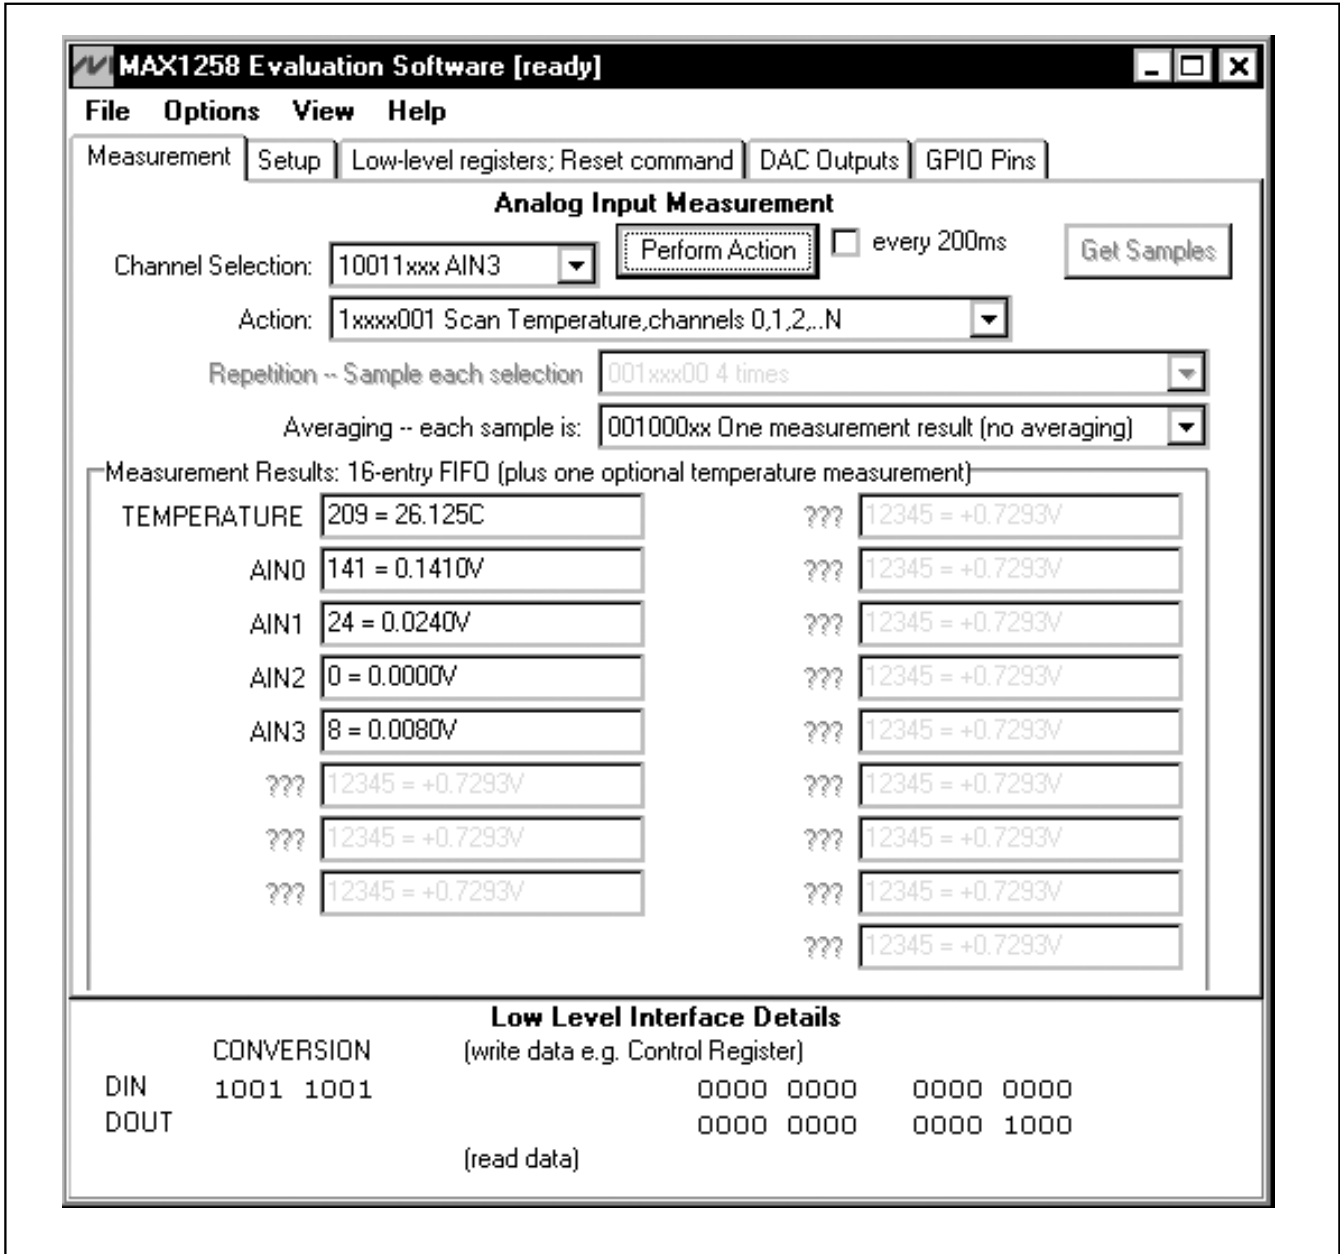 MAX1258 Evaluation Software [ready]
File Options View Help
Measurement Setup Low-level registers; Reset command DAC Outputs GPIO Pins
Analog Input Measurement
Channel Selection: 10011xxx AIN3 Perform Action every 200ms Get Samples
Action: 1xxxx001 Scan Temperature,channels 0,1,2,..N
Repetition -- Sample each selection 001xxx00 4 times
Averaging -- each sample is: 001000xx One measurement result (no averaging)
Measurement Results: 16-entry FIFO (plus one optional temperature measurement)
TEMPERATURE 209 = 26.125C ??? 12345 = +0.7293V
AIN0 141 = 0.1410V ??? 12345 = +0.7293V
AIN1 24 = 0.0240V ??? 12345 = +0.7293V
AIN2 0 = 0.0000V ??? 12345 = +0.7293V
AIN3 8 = 0.0080V ??? 12345 = +0.7293V
??? 12345 = +0.7293V ??? 12345 = +0.7293V
??? 12345 = +0.7293V ??? 12345 = +0.7293V
??? 12345 = +0.7293V ??? 12345 = +0.7293V
??? 12345 = +0.7293V
Low Level Interface Details
CONVERSION (write data e.g. Control Register)
DIN 1001 1001 0000 0000 0000 0000
DOUT 0000 0000 0000 1000
(read data)